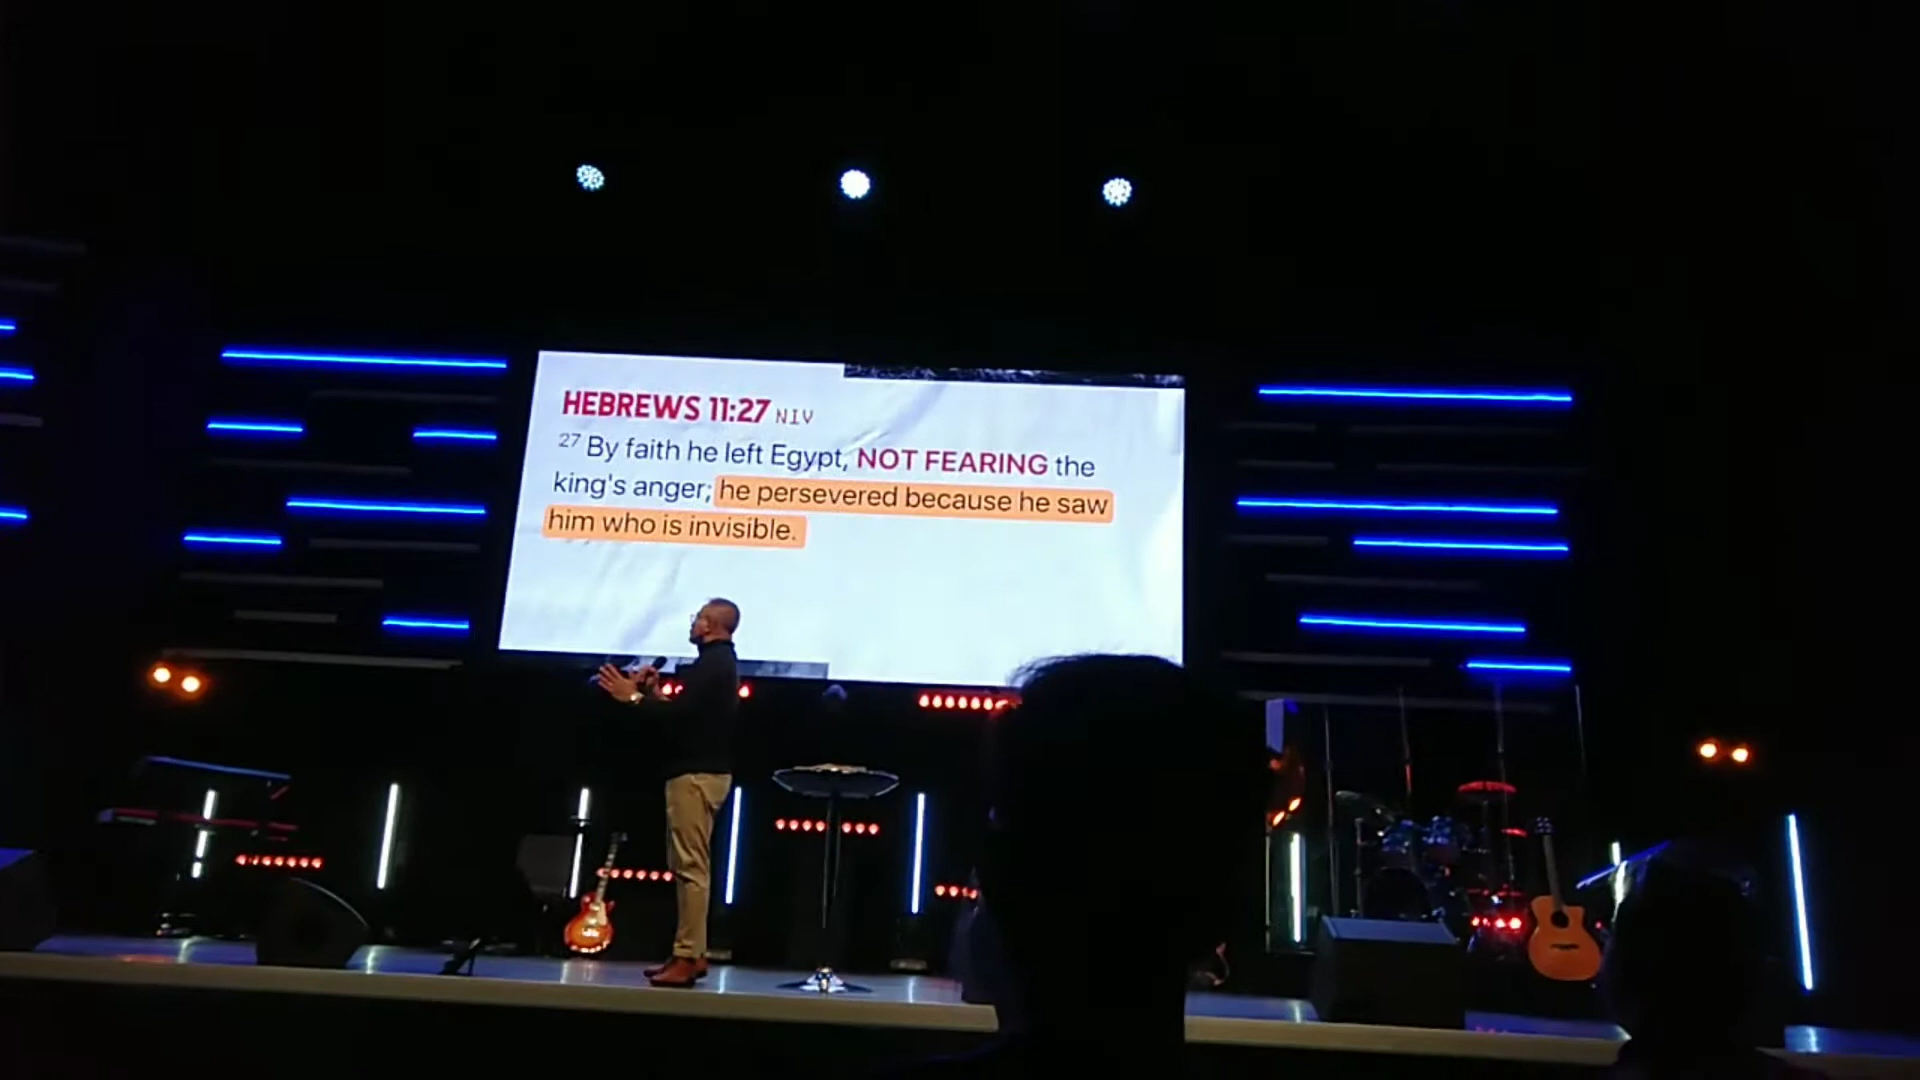 HEBREWS 11:27 NIV
27 By faith he left Egypt, NOT FEARING the
king's anger; he persevered because he saw
him who is invisible.